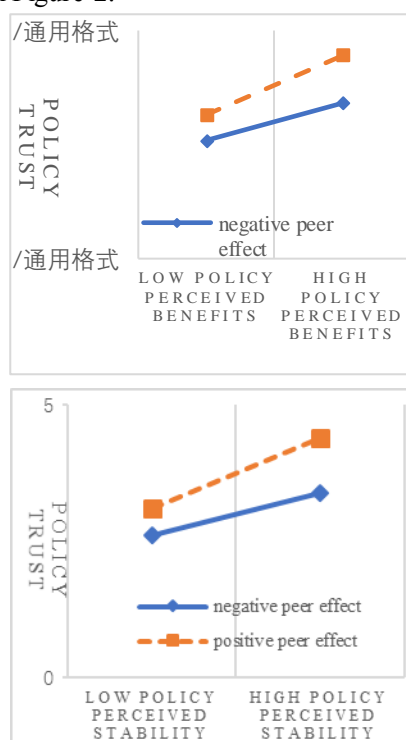 /通用格式
POLICY
TRUST
negative peer
effect
/通用格式
LOW POLICY
PERCEIVED
BENEFITS
HIGH
POLICY
PERCEIVED
BENEFITS
5
POLICY
TRUST
negative peer effect
positive peer effect
0
LOW POLICY
PERCEIVED
STABILITY
HIGH POLICY
PERCEIVED
STABILITY